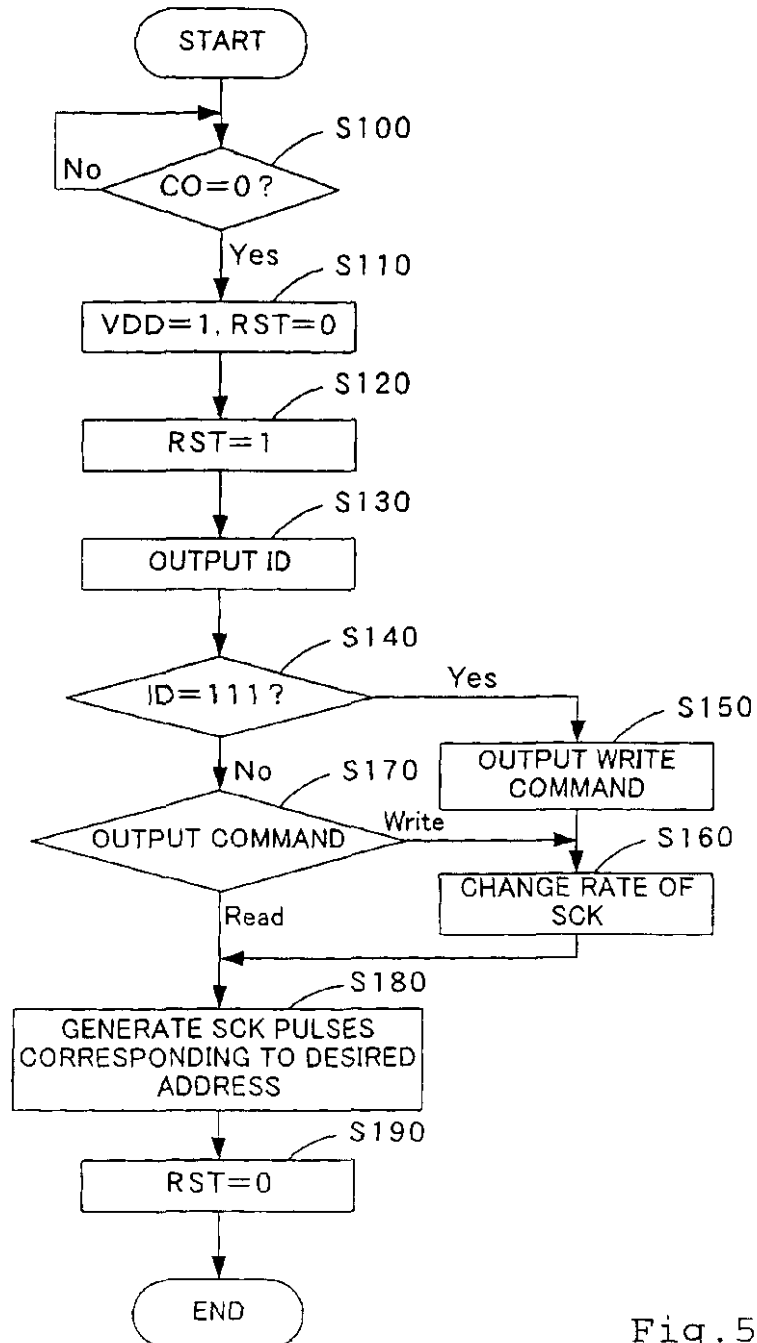 START
S100
No
CO=0?
Yes
S110
VDD=1, RST=0
S120
RST=1
S130
OUTPUT ID
S140
ID=111?
Yes
S150
OUTPUT WRITE
COMMAND
No
S170
OUTPUT COMMAND
Write
S160
CHANGE RATE OF
SCK
Read
S180
GENERATE SCK PULSES
CORRESPONDING TO DESIRED
ADDRESS
S190
RST=0
END
Fig.5